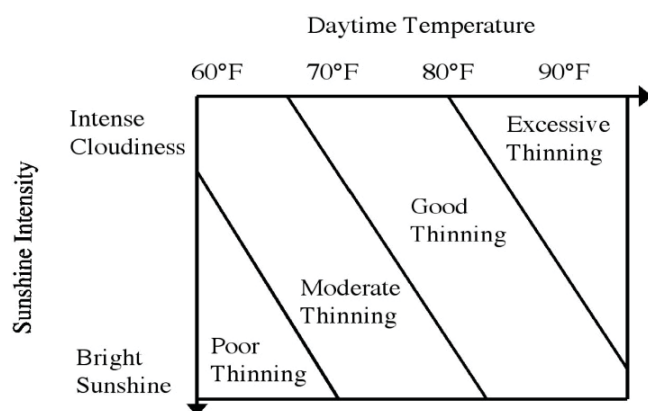 Daytime Temperature
60°F 70°F 80°F 90°F
Intense
Cloudiness
Excessive
Thinning
Sunshine Intensity
Good
Thinning
Moderate
Thinning
Bright
Sunshine
Poor
Thinning